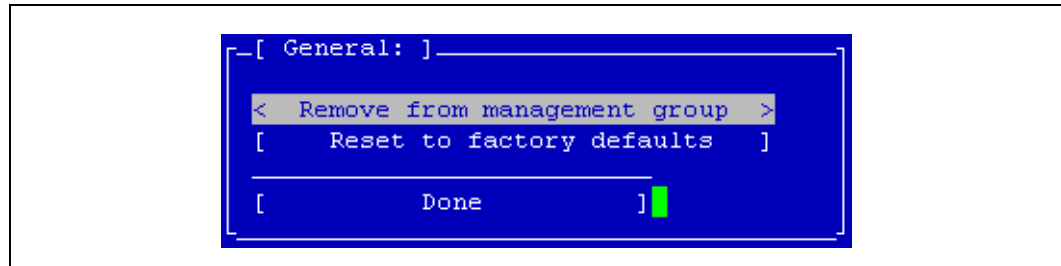 [ General: ]
< Remove from management group >
[ Reset to factory defaults ]
[ Done ]